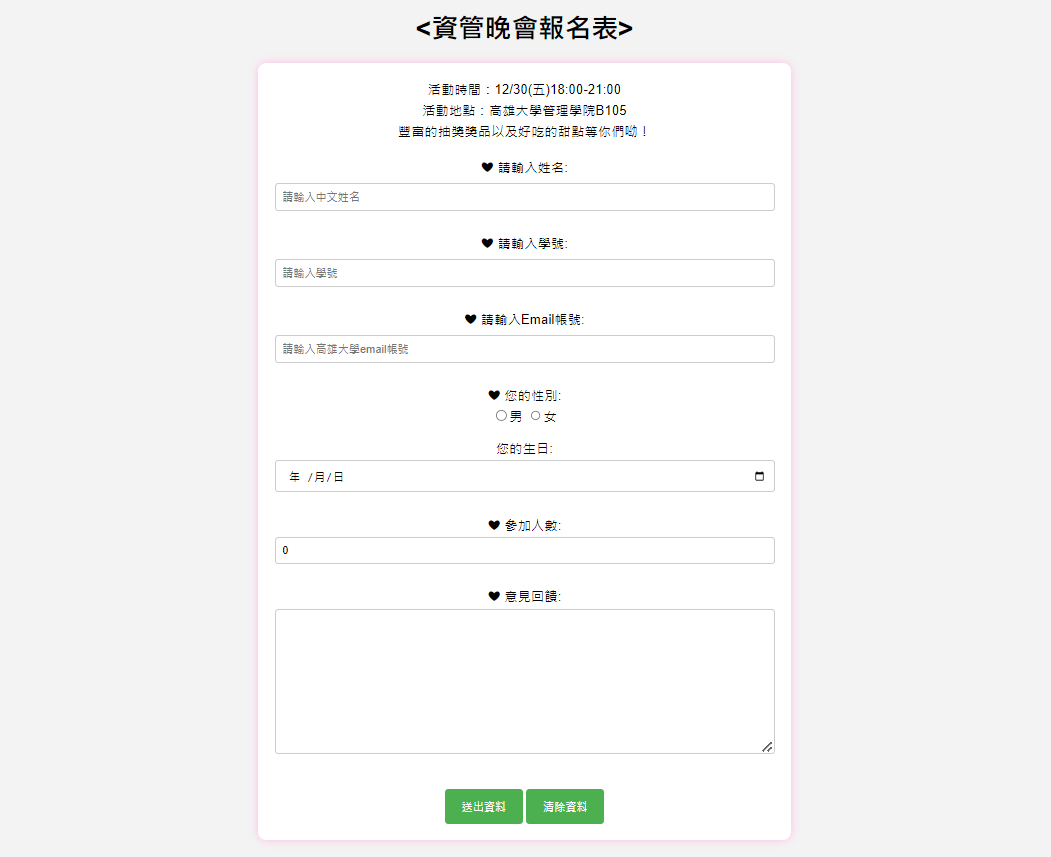 <資管晚會報名表>
活動時間：12/30(五)18:00-21:00
活動地點：高雄大學管理學院B105
豐富的抽獎獎品以及好吃的甜點等你們呦！
♥ 請輸入姓名:
請輸入中文姓名
♥ 請輸入學號:
請輸入學號
♥ 請輸入Email帳號:
請輸入高雄大學email帳號
♥ 您的性別:
男 女
您的生日:
年 /月/日
♥ 參加人數:
0
♥ 意見回饋:
送出資料 清除資料